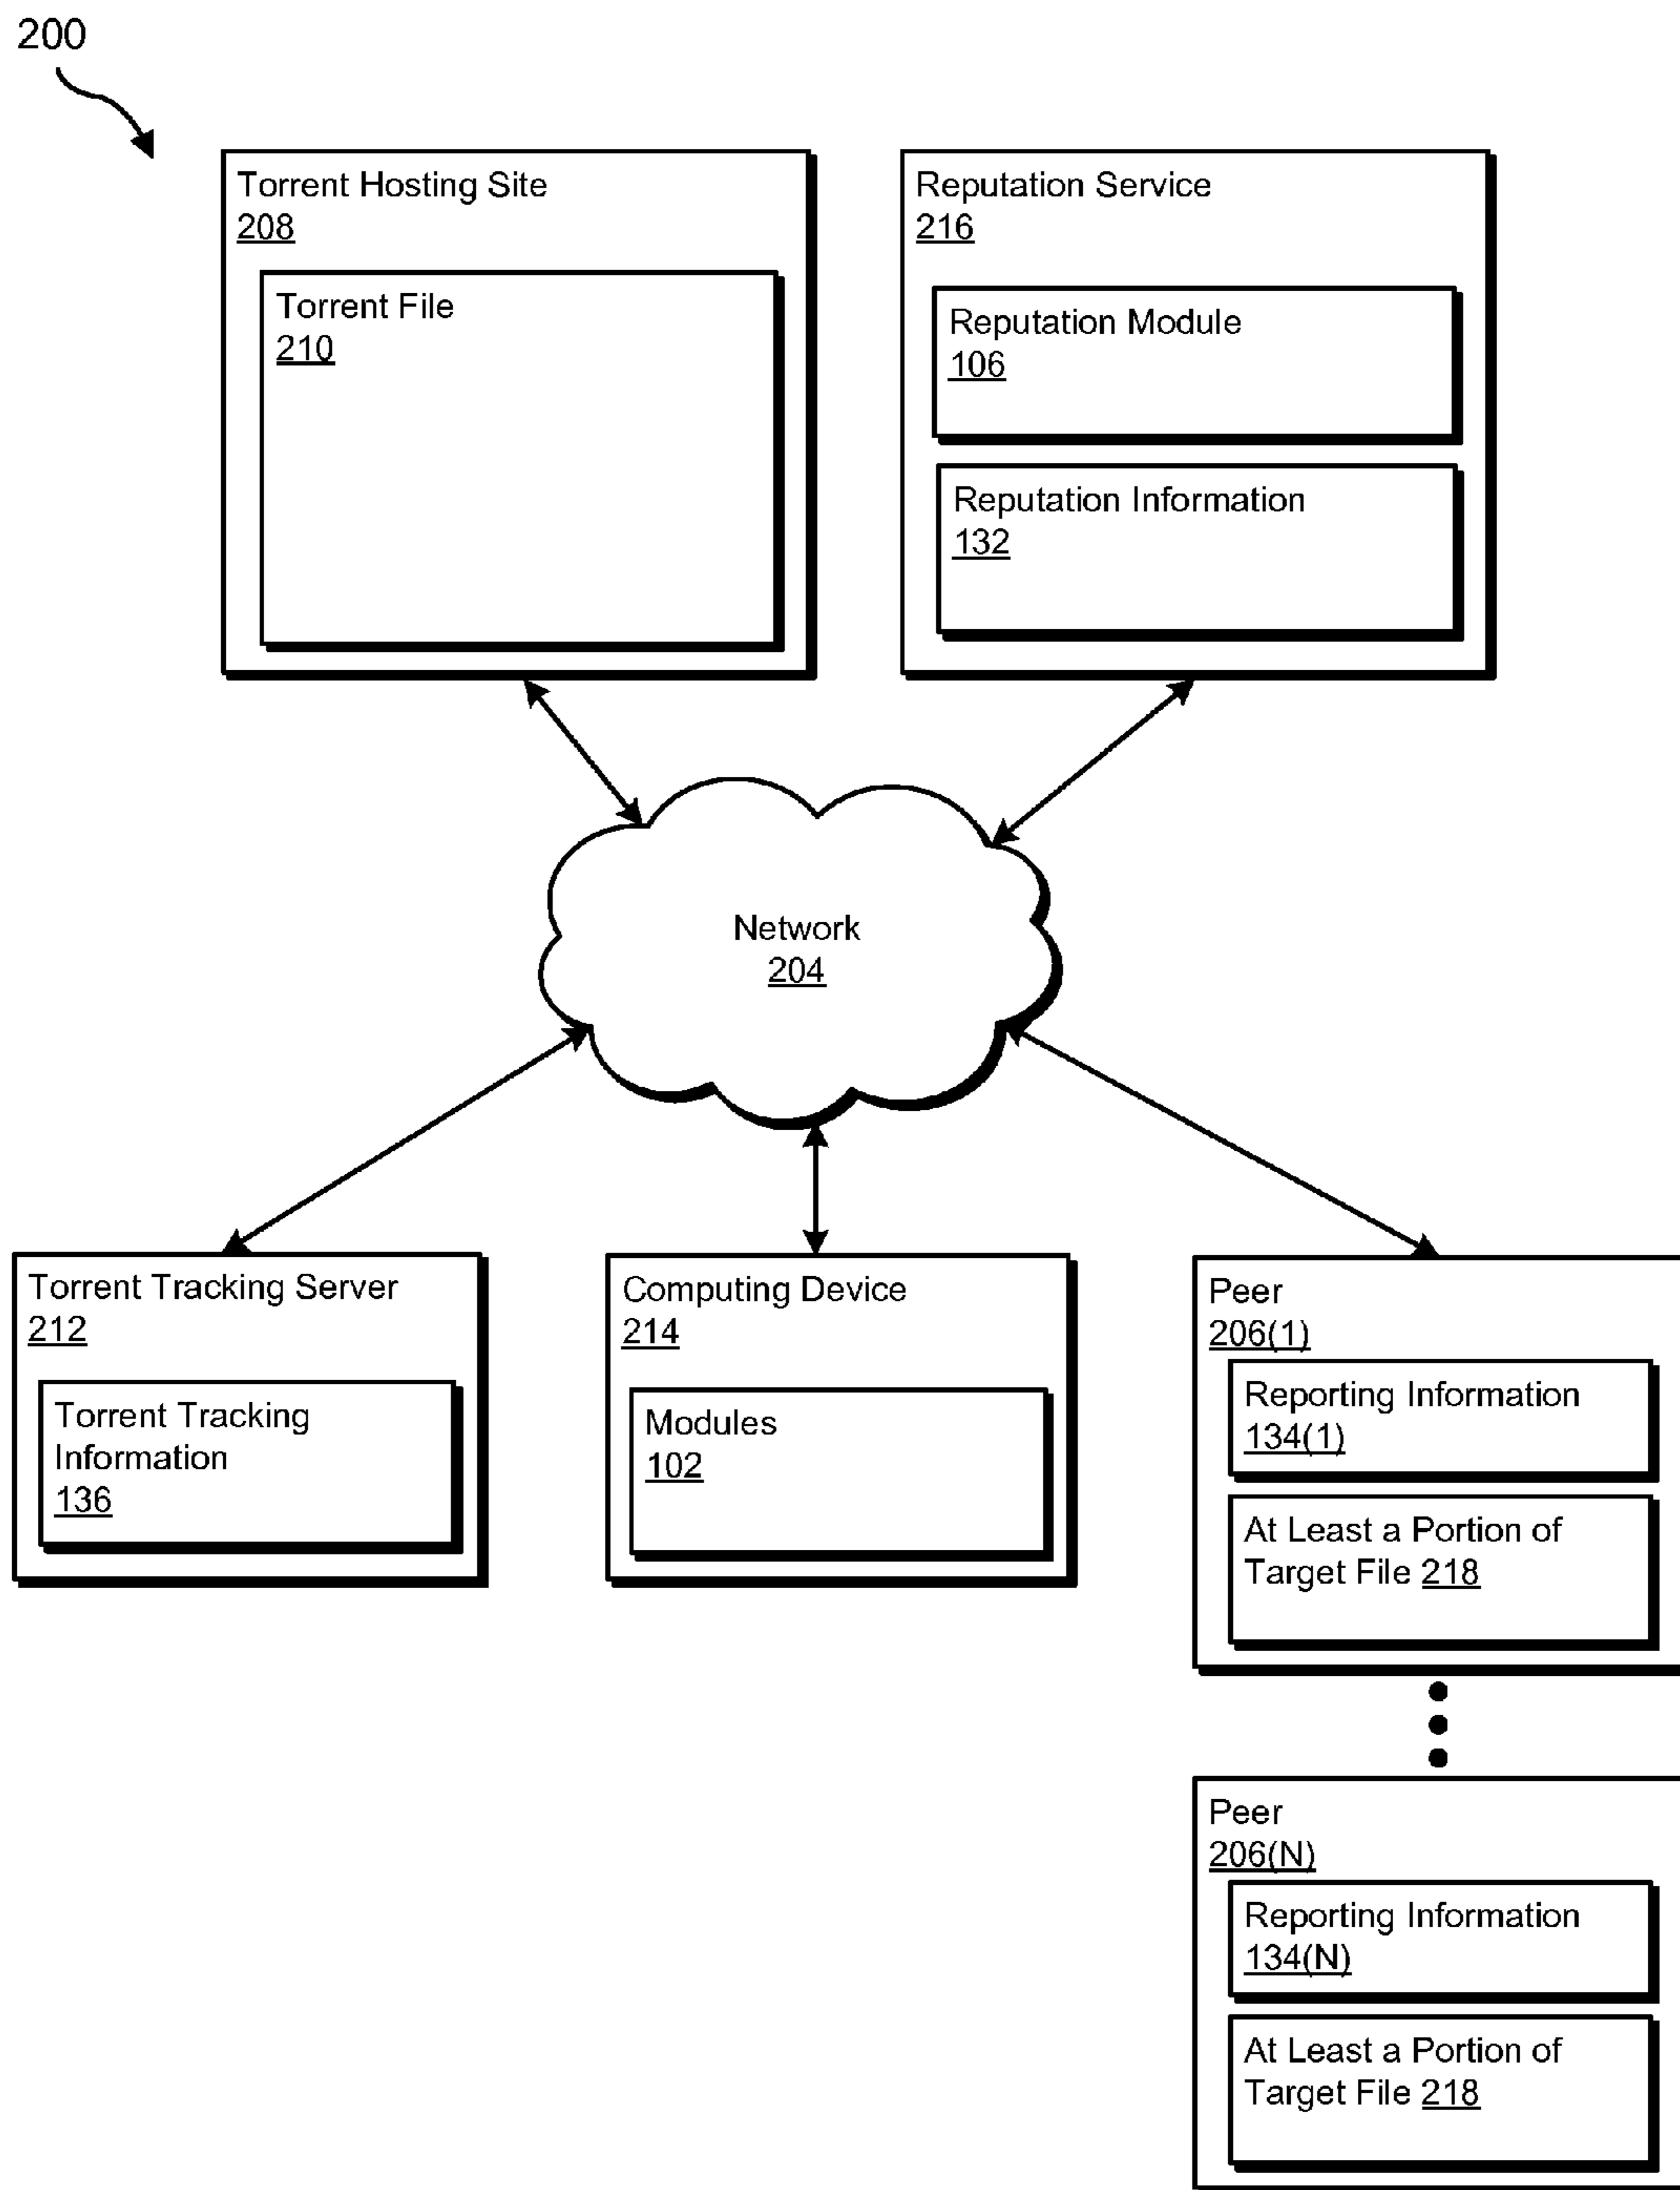 200
Torrent Hosting Site
208
Torrent File
210
Reputation Service
216
Reputation Module
106
Reputation Information
132
Network
204
Torrent Tracking Server
212
Torrent Tracking
Information
136
Computing Device
214
Modules
102
Peer
206(1)
Reporting Information
134(1)
At Least a Portion of
Target File 218
Peer
206(N)
Reporting Information
134(N)
At Least a Portion of
Target File 218